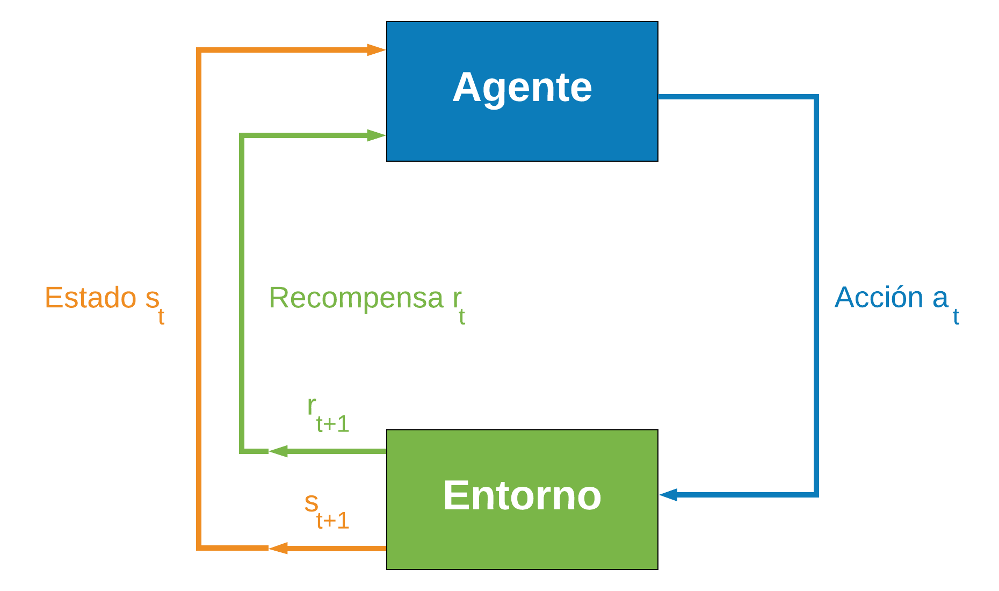 Agente
Estado st
Recompensa rt
Acción at
rt+1
Entorno
st+1